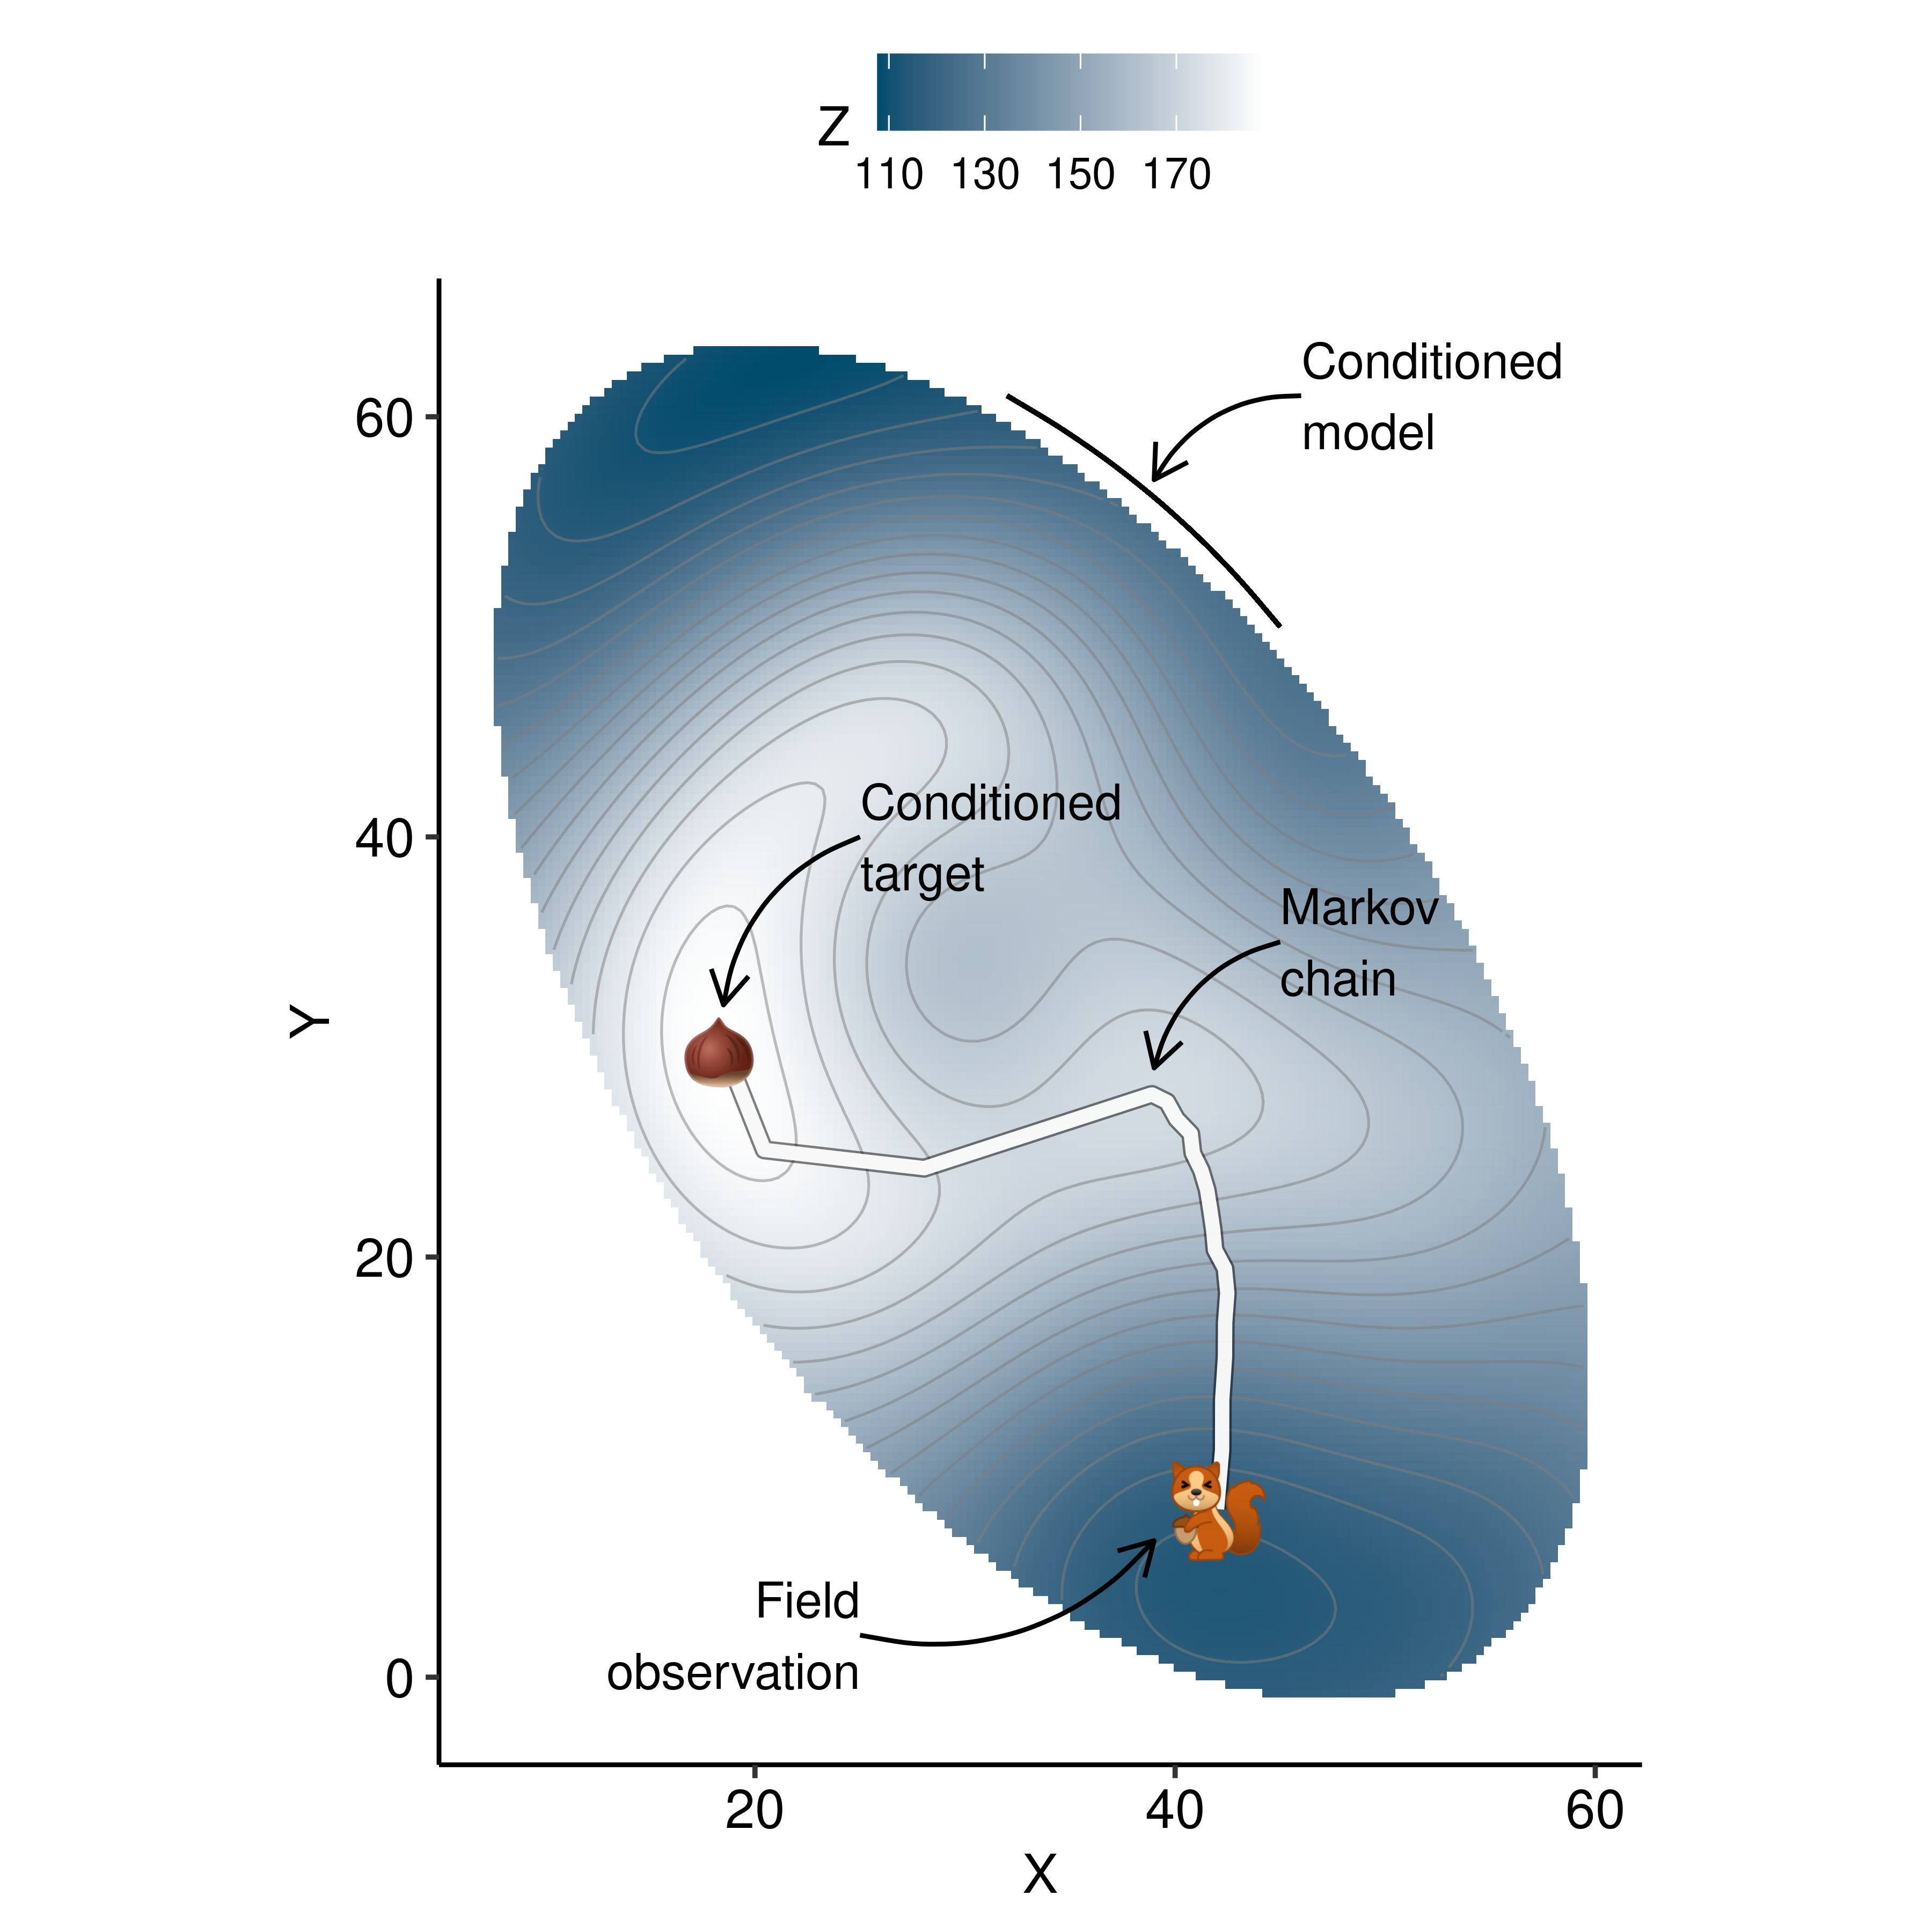 Z
110 130 150 170
Conditioned
model
60
Conditioned
target
40
Markov
chain
Y
20
Field
observation
0
20 40 60
X